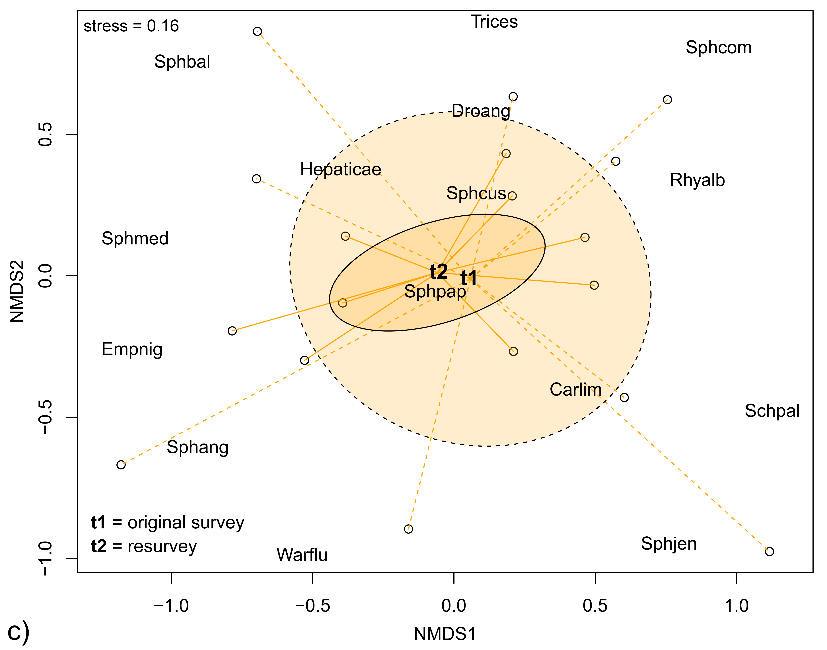 stress = 0.16
Trices
Sphcom
Sphbal
Droang
Hepaticae
Rhyalb
Sphcus
Sphmed
t2
t1
Sphpap
Empnig
Carlim
Schpal
Sphang
t1 = original survey
t2 = resurvey
Warflu
Sphjen
NMDS2
0.5
0.0
−0.5
−1.0
−1.0
−0.5
0.0
0.5
1.0
NMDS1
c)